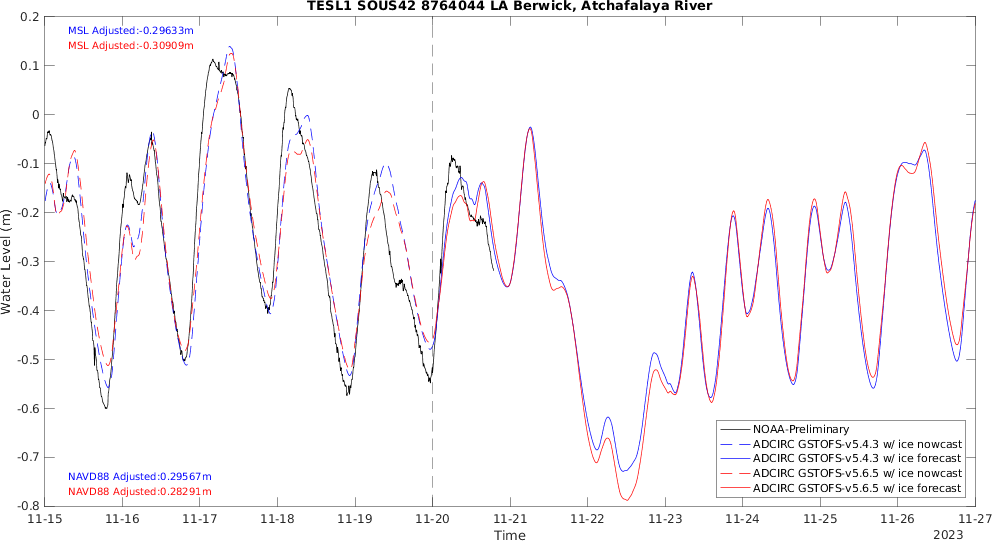 TESL1 SOUS42 8764044 LA Berwick, Atchafalaya River
MSL Adjusted:-0.29633m
MSL Adjusted:-0.30909m
0.2
0.1
0
-0.1
-0.2
-0.3
-0.4
-0.5
-0.6
-0.7
-0.8
Water Level (m)
NAVD88 Adjusted:0.29567m
NAVD88 Adjusted:0.28291m
NOAA-Preliminary
ADCIRC GSTOFS-v5.4.3 w/ ice nowcast
ADCIRC GSTOFS-v5.4.3 w/ ice forecast
ADCIRC GSTOFS-v5.6.5 w/ ice nowcast
ADCIRC GSTOFS-v5.6.5 w/ ice forecast
11-15 11-16 11-17 11-18 11-19 11-20 11-21 11-22 11-23 11-24 11-25 11-26 11-27
Time
2023